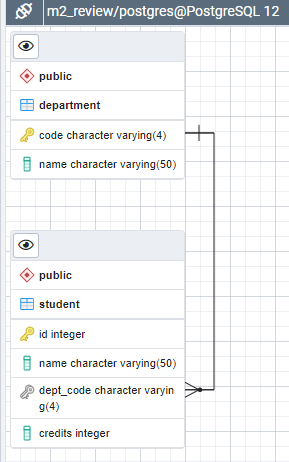 m2_review/postgres@PostgreSQL 12
public
department
code character varying(4)
name character varying(50)
public
student
id integer
name character varying(50)
dept_code character varyin
g(4)
credits integer